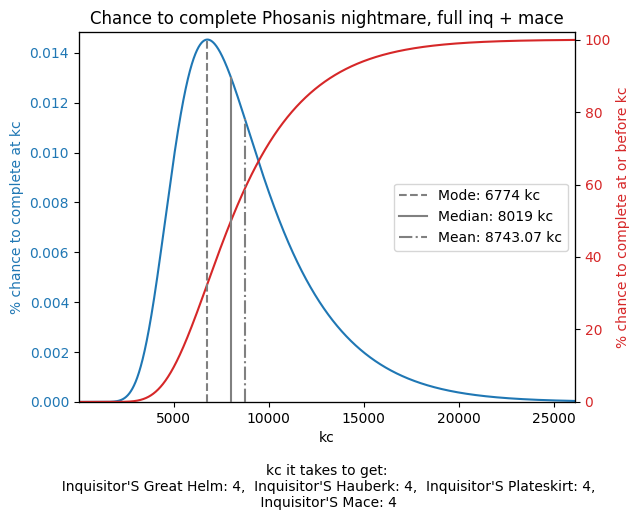 Chance to complete Phosanis nightmare, full inq + mace
% chance to complete at kc
0.014
0.012
0.010
0.008
0.006
0.004
0.002
0.000
Mode: 6774 kc
Median: 8019 kc
Mean: 8743.07 kc
100
80
60
40
20
0
% chance to complete at or before kc
5000 10000 15000 20000 25000
kc
kc it takes to get:
Inquisitor'S Great Helm: 4,  Inquisitor'S Hauberk: 4,  Inquisitor'S Plateskirt: 4,
Inquisitor'S Mace: 4